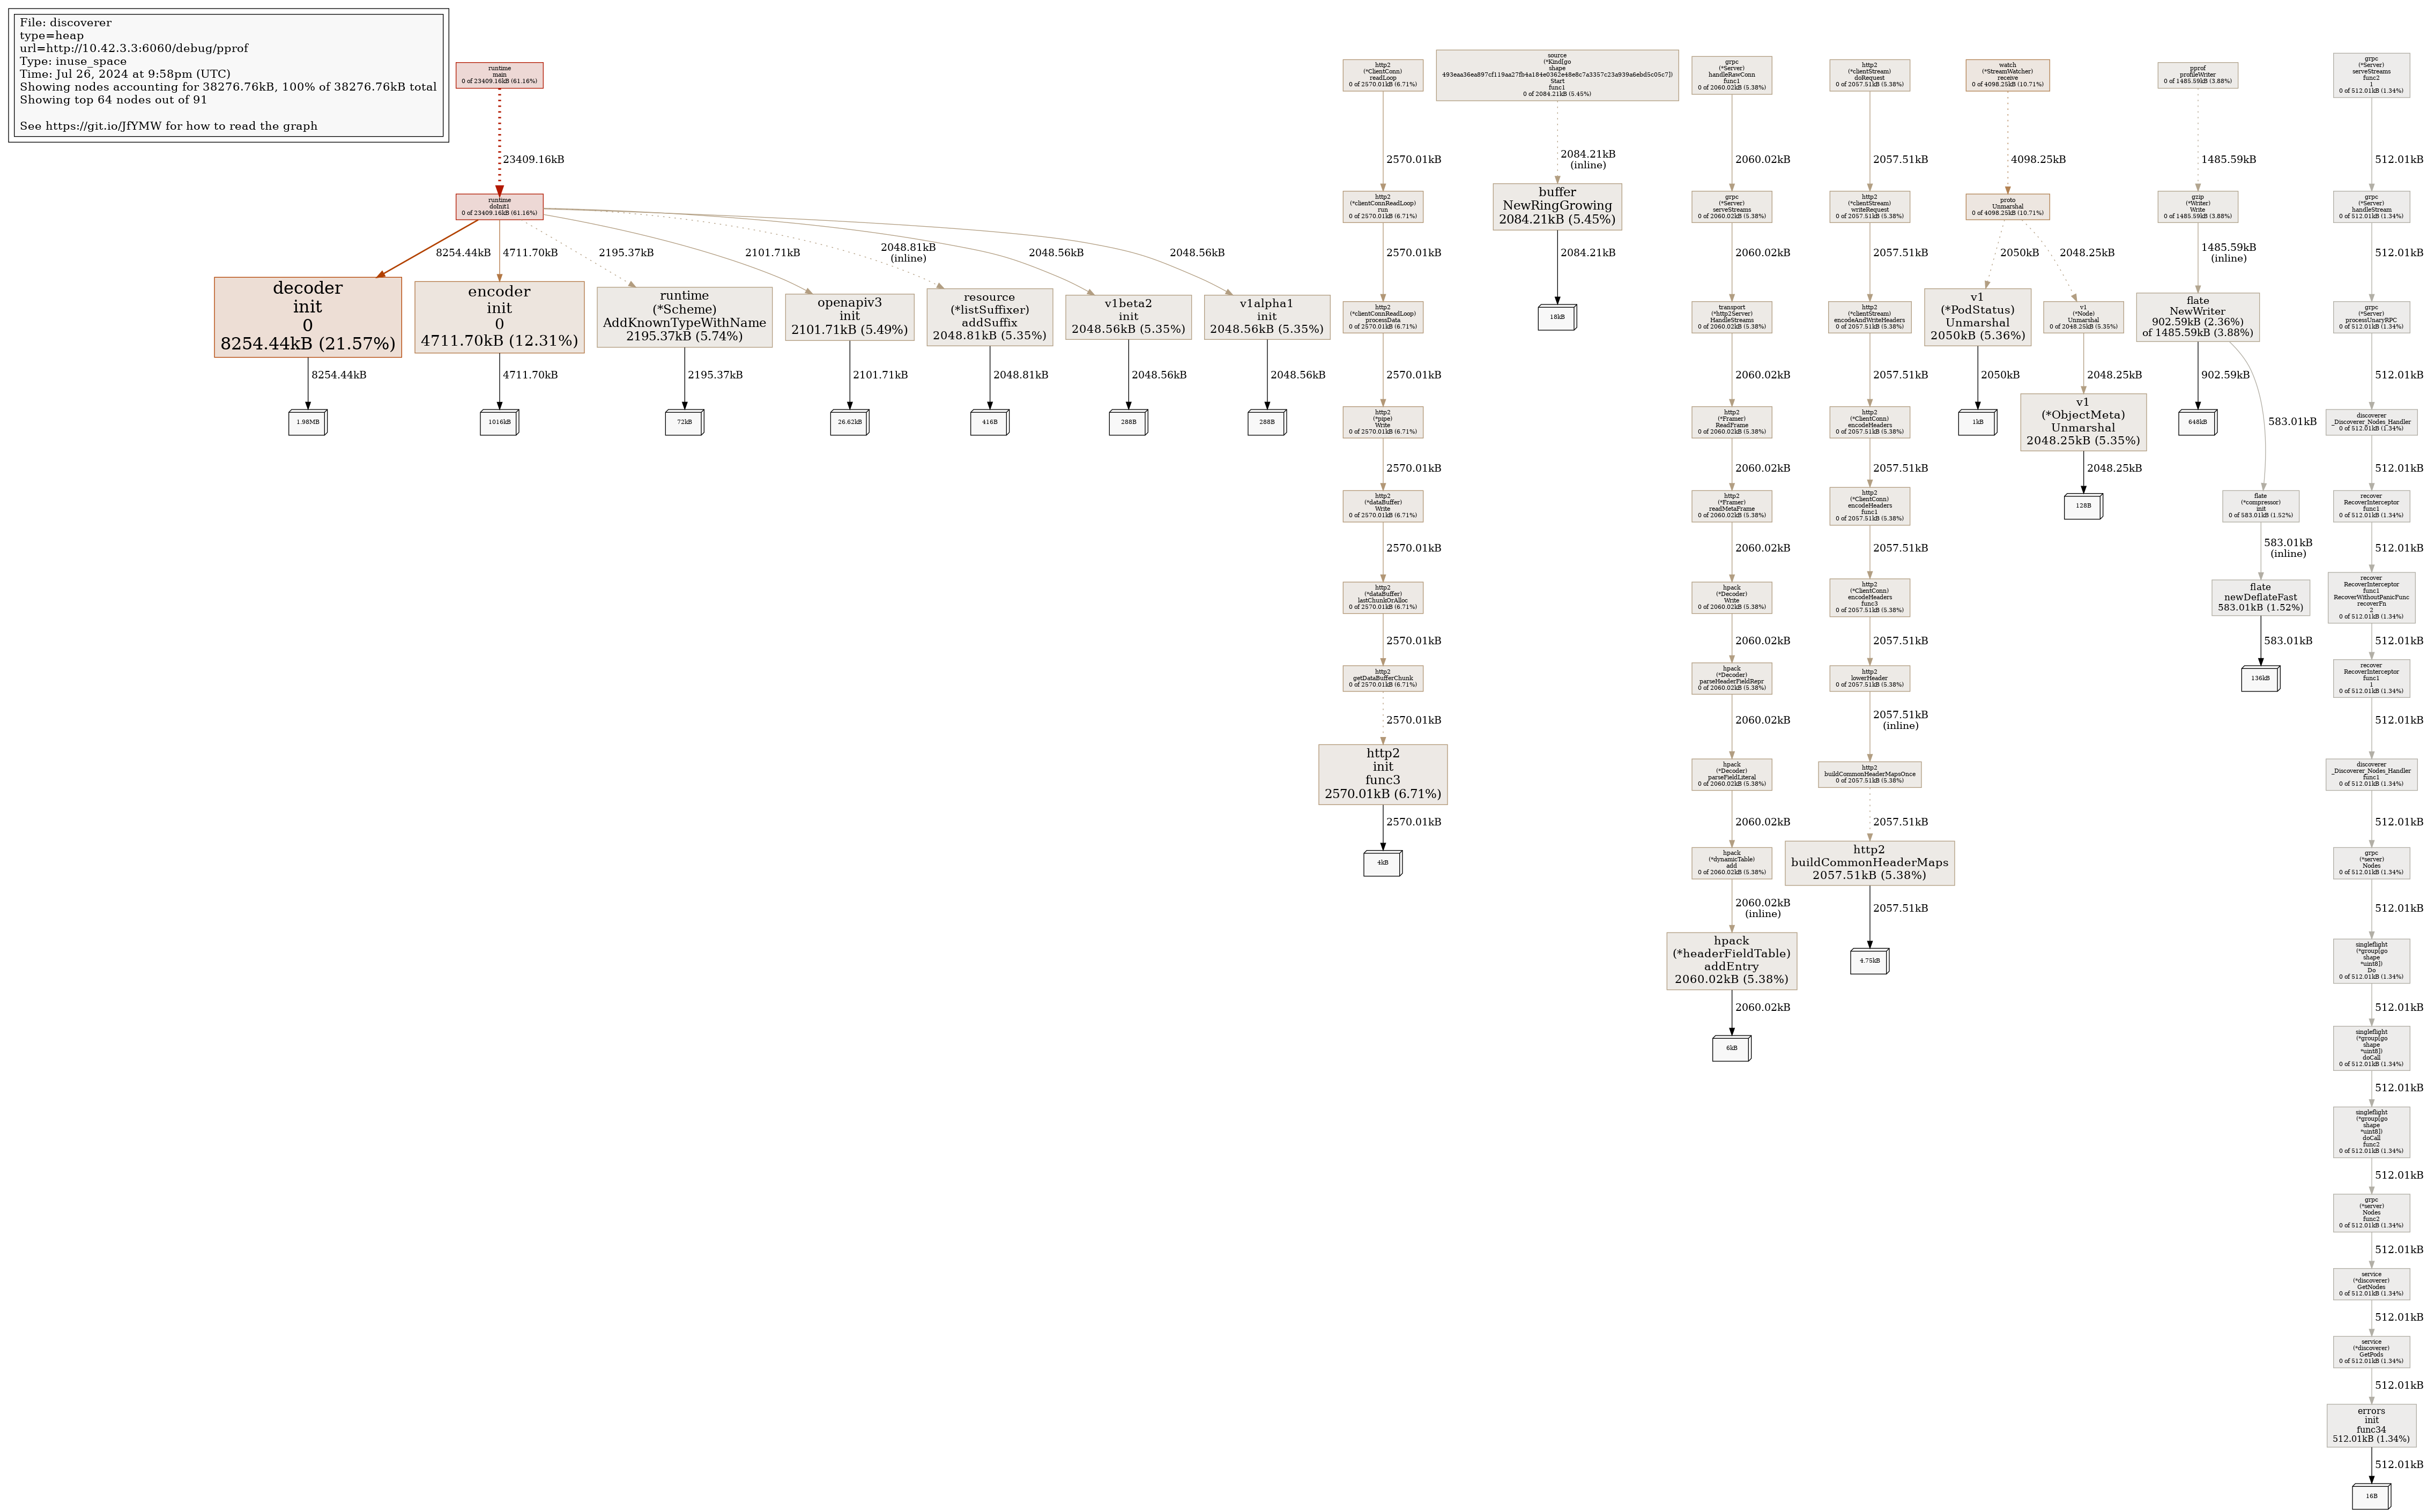 File: discoverer
type=heap
url=http://10.42.3.3:6060/debug/pprof
Type: inuse_space
Time: Jul 26, 2024 at 9:58pm (UTC)
Showing nodes accounting for 38276.76kB, 100% of 38276.76kB total
Showing top 64 nodes out of 91
See https://git.io/JfYMW for how to read the graph
runtime
main
0 of 23409.16kB (61.16%)
23409.16kB
runtime
doInit1
0 of 23409.16kB (61.16%)
8254.44kB
4711.70kB
2195.37kB
2101.71kB
2048.81kB
(inline)
2048.56kB
2048.56kB
decoder
init
0
8254.44kB (21.57%)
8254.44kB
1.98MB
encoder
init
0
4711.70kB (12.31%)
4711.70kB
1016kB
runtime
(*Scheme)
AddKnownTypeWithName
2195.37kB (5.74%)
2195.37kB
72kB
openapiv3
init
2101.71kB (5.49%)
2101.71kB
26.62kB
resource
(*listSuffixer)
addSuffix
2048.81kB (5.35%)
2048.81kB
416B
v1beta2
init
2048.56kB (5.35%)
2048.56kB
288B
v1alpha1
init
2048.56kB (5.35%)
2048.56kB
288B
http2
(*ClientConn)
readLoop
0 of 2570.01kB (6.71%)
2570.01kB
http2
(*clientConnReadLoop)
run
0 of 2570.01kB (6.71%)
2570.01kB
http2
(*clientConnReadLoop)
processData
0 of 2570.01kB (6.71%)
2570.01kB
http2
(*pipe)
Write
0 of 2570.01kB (6.71%)
2570.01kB
http2
(*dataBuffer)
Write
0 of 2570.01kB (6.71%)
2570.01kB
http2
(*dataBuffer)
lastChunkOrAlloc
0 of 2570.01kB (6.71%)
2570.01kB
http2
getDataBufferChunk
0 of 2570.01kB (6.71%)
2570.01kB
http2
init
func3
2570.01kB (6.71%)
2570.01kB
4kB
source
(*Kind[go
shape
Start
func1
0 of 2084.21kB (5.45%)
2084.21kB
(inline)
buffer
NewRingGrowing
2084.21kB (5.45%)
2084.21kB
18kB
grpc
(*Server)
handleRawConn
func1
0 of 2060.02kB (5.38%)
2060.02kB
grpc
(*Server)
serveStreams
0 of 2060.02kB (5.38%)
2060.02kB
transport
(*http2Server)
HandleStreams
0 of 2060.02kB (5.38%)
2060.02kB
http2
(*Framer)
ReadFrame
0 of 2060.02kB (5.38%)
2060.02kB
http2
(*Framer)
readMetaFrame
0 of 2060.02kB (5.38%)
2060.02kB
hpack
(*Decoder)
Write
0 of 2060.02kB (5.38%)
2060.02kB
hpack
(*Decoder)
parseHeaderFieldRepr
0 of 2060.02kB (5.38%)
2060.02kB
hpack
(*Decoder)
parseFieldLiteral
0 of 2060.02kB (5.38%)
2060.02kB
hpack
(*dynamicTable)
add
0 of 2060.02kB (5.38%)
2060.02kB
(inline)
hpack
(*headerFieldTable)
addEntry
2060.02kB (5.38%)
2060.02kB
6kB
http2
(*clientStream)
doRequest
0 of 2057.51kB (5.38%)
2057.51kB
http2
(*clientStream)
writeRequest
0 of 2057.51kB (5.38%)
2057.51kB
http2
(*clientStream)
encodeAndWriteHeaders
0 of 2057.51kB (5.38%)
2057.51kB
http2
(*ClientConn)
encodeHeaders
0 of 2057.51kB (5.38%)
2057.51kB
http2
(*ClientConn)
encodeHeaders
func1
0 of 2057.51kB (5.38%)
2057.51kB
http2
(*ClientConn)
encodeHeaders
func3
0 of 2057.51kB (5.38%)
2057.51kB
http2
lowerHeader
0 of 2057.51kB (5.38%)
2057.51kB
(inline)
http2
buildCommonHeaderMapsOnce
0 of 2057.51kB (5.38%)
2057.51kB
http2
buildCommonHeaderMaps
2057.51kB (5.38%)
2057.51kB
4.75kB
watch
(*StreamWatcher)
receive
0 of 4098.25kB (10.71%)
4098.25kB
proto
Unmarshal
0 of 4098.25kB (10.71%)
2050kB
2048.25kB
v1
(*PodStatus)
Unmarshal
2050kB (5.36%)
2050kB
1kB
v1
(*Node)
Unmarshal
0 of 2048.25kB (5.35%)
2048.25kB
v1
(*ObjectMeta)
Unmarshal
2048.25kB (5.35%)
2048.25kB
128B
pprof
profileWriter
0 of 1485.59kB (3.88%)
1485.59kB
gzip
(*Writer)
Write
0 of 1485.59kB (3.88%)
1485.59kB
(inline)
flate
NewWriter
902.59kB (2.36%)
of 1485.59kB (3.88%)
902.59kB
648kB
583.01kB
flate
(*compressor)
init
0 of 583.01kB (1.52%)
583.01kB
(inline)
flate
newDeflateFast
583.01kB (1.52%)
583.01kB
136kB
grpc
(*Server)
serveStreams
func2
1
0 of 512.01kB (1.34%)
512.01kB
grpc
(*Server)
handleStream
0 of 512.01kB (1.34%)
512.01kB
grpc
(*Server)
processUnaryRPC
0 of 512.01kB (1.34%)
512.01kB
discoverer
_Discoverer_Nodes_Handler
0 of 512.01kB (1.34%)
512.01kB
recover
RecoverInterceptor
func1
0 of 512.01kB (1.34%)
512.01kB
recover
RecoverInterceptor
func1
RecoverWithoutPanicFunc
recoverFn
2
0 of 512.01kB (1.34%)
512.01kB
recover
RecoverInterceptor
func1
1
0 of 512.01kB (1.34%)
512.01kB
discoverer
_Discoverer_Nodes_Handler
func1
0 of 512.01kB (1.34%)
512.01kB
grpc
(*server)
Nodes
0 of 512.01kB (1.34%)
512.01kB
singleflight
(*group[go
shape
*uint8])
Do
0 of 512.01kB (1.34%)
512.01kB
singleflight
(*group[go
shape
*uint8])
doCall
0 of 512.01kB (1.34%)
512.01kB
singleflight
(*group[go
shape
*uint8])
doCall
func2
0 of 512.01kB (1.34%)
512.01kB
grpc
(*server)
Nodes
func2
0 of 512.01kB (1.34%)
512.01kB
service
(*discoverer)
GetNodes
0 of 512.01kB (1.34%)
512.01kB
service
(*discoverer)
GetPods
0 of 512.01kB (1.34%)
512.01kB
errors
init
func34
512.01kB (1.34%)
512.01kB
16B